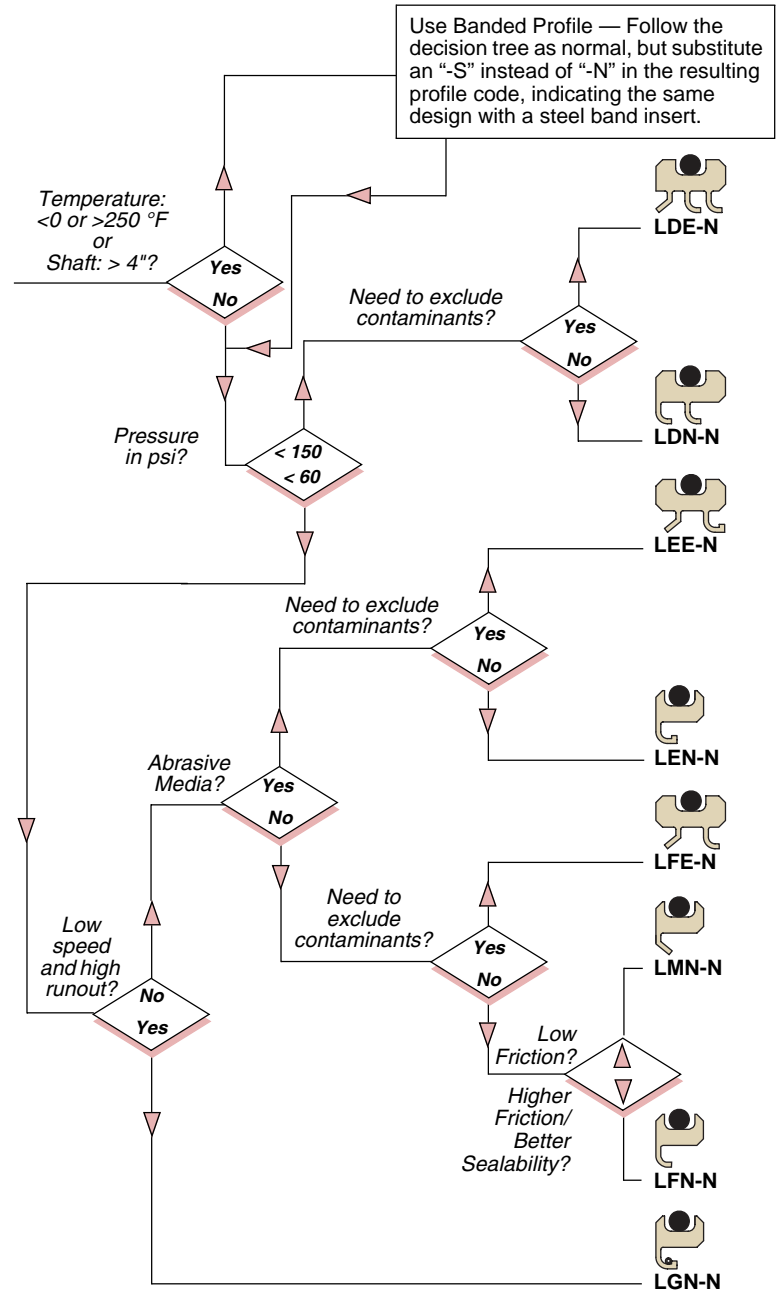 Use Banded Profile — Follow the
decision tree as normal, but substitute
an “-S” instead of “-N” in the resulting
profile code, indicating the same
design with a steel band insert.
Temperature:
<0 or >250 °F
or
Shaft: > 4"?
Yes
No
LDE-N
Need to exclude
contaminants?
Yes
No
LDN-N
Pressure
in psi?
< 150
< 60
LEE-N
Need to exclude
contaminants?
Yes
No
LEN-N
Abrasive
Media?
Yes
No
LFE-N
Need to
exclude
contaminants?
Yes
No
LMN-N
Low
speed
and high
runout?
No
Yes
Low
Friction?
Higher
Friction/
Better
Sealability?
LFN-N
LGN-N